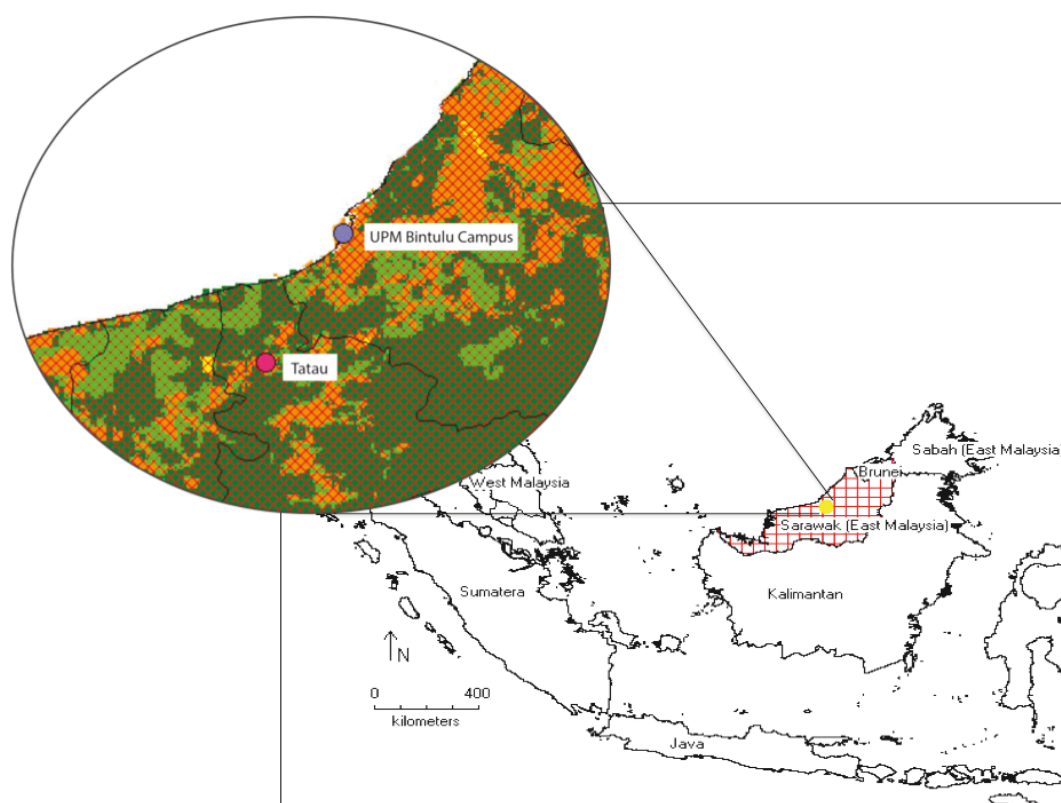 UPM Bintulu Campus
Tatau
Sabah (East Malaysia)
Brunei
West Malaysia
Sarawak (East Malaysia)
Sumatera
Kalimantan
N
0 400
kilometers
Java